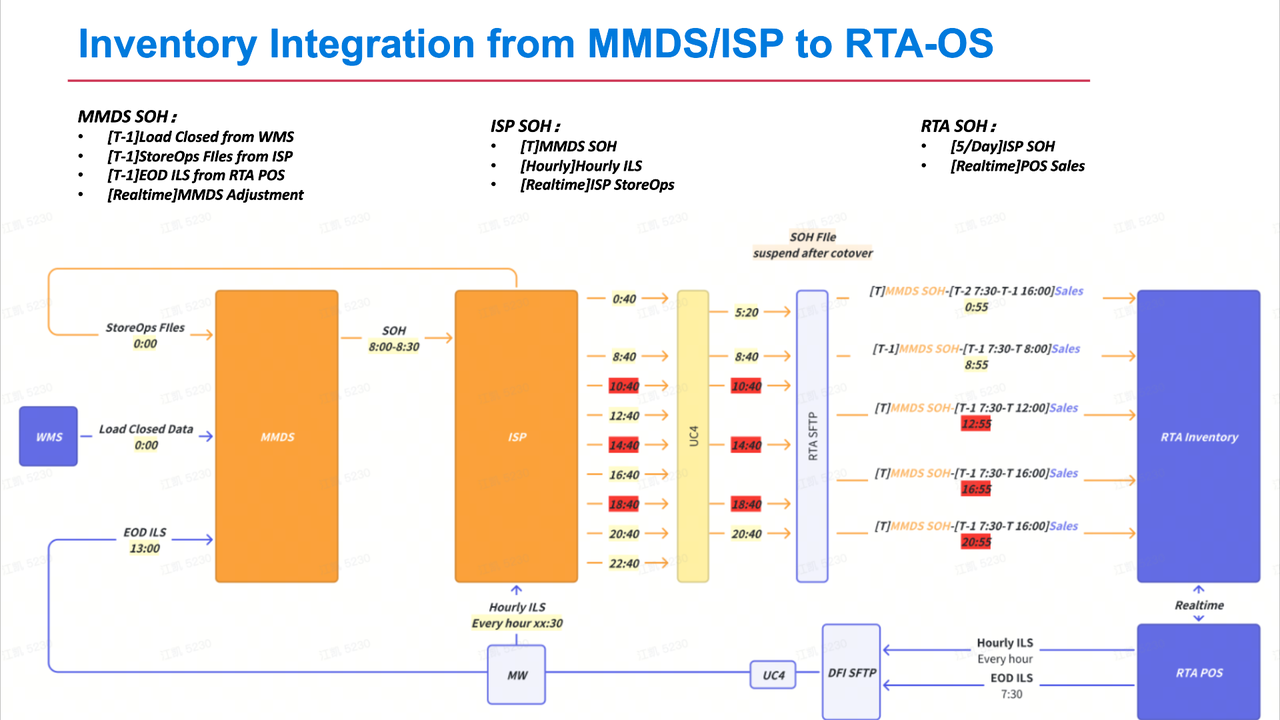 Inventory Integration from MMDS/ISP to RTA-OS
MMDS SOH :
• [T-1]Load Closed from WMS
• [T-1]StoreOps FIles from ISP
• [T-1]EOD ILS from RTA POS
• [Realtime]MMDS Adjustment
ISP SOH :
• [T]MMDS SOH
• [Hourly]Hourly ILS
• [Realtime]ISP StoreOps
RTA SOH :
• [5/Day]ISP SOH
• [Realtime]POS Sales
SOH FIle
suspend after cotover
StoreOps FIles
0:00
WMS
Load Closed Data
0:00
EOD ILS
13:00
MMDS
SOH
8:00-8:30
ISP
0:40
8:40
10:40
12:40
14:40
16:40
18:40
20:40
22:40
UC4
5:20
8:40
10:40
14:40
18:40
20:40
RTA SFTP
[T]MMDS SOH-[T-2 7:30-T-1 16:00]Sales
0:55
[T-1]MMDS SOH-[T-1 7:30-T 8:00]Sales
8:55
[T]MMDS SOH-[T-1 7:30-T 12:00]Sales
12:55
[T]MMDS SOH-[T-1 7:30-T 16:00]Sales
16:55
[T]MMDS SOH-[T-1 7:30-T 16:00]Sales
20:55
RTA Inventory
Realtime
Hourly ILS
Every hour xx:30
MW
UC4
DFI SFTP
Hourly ILS
Every hour
EOD ILS
7:30
RTA POS
江凯 5230